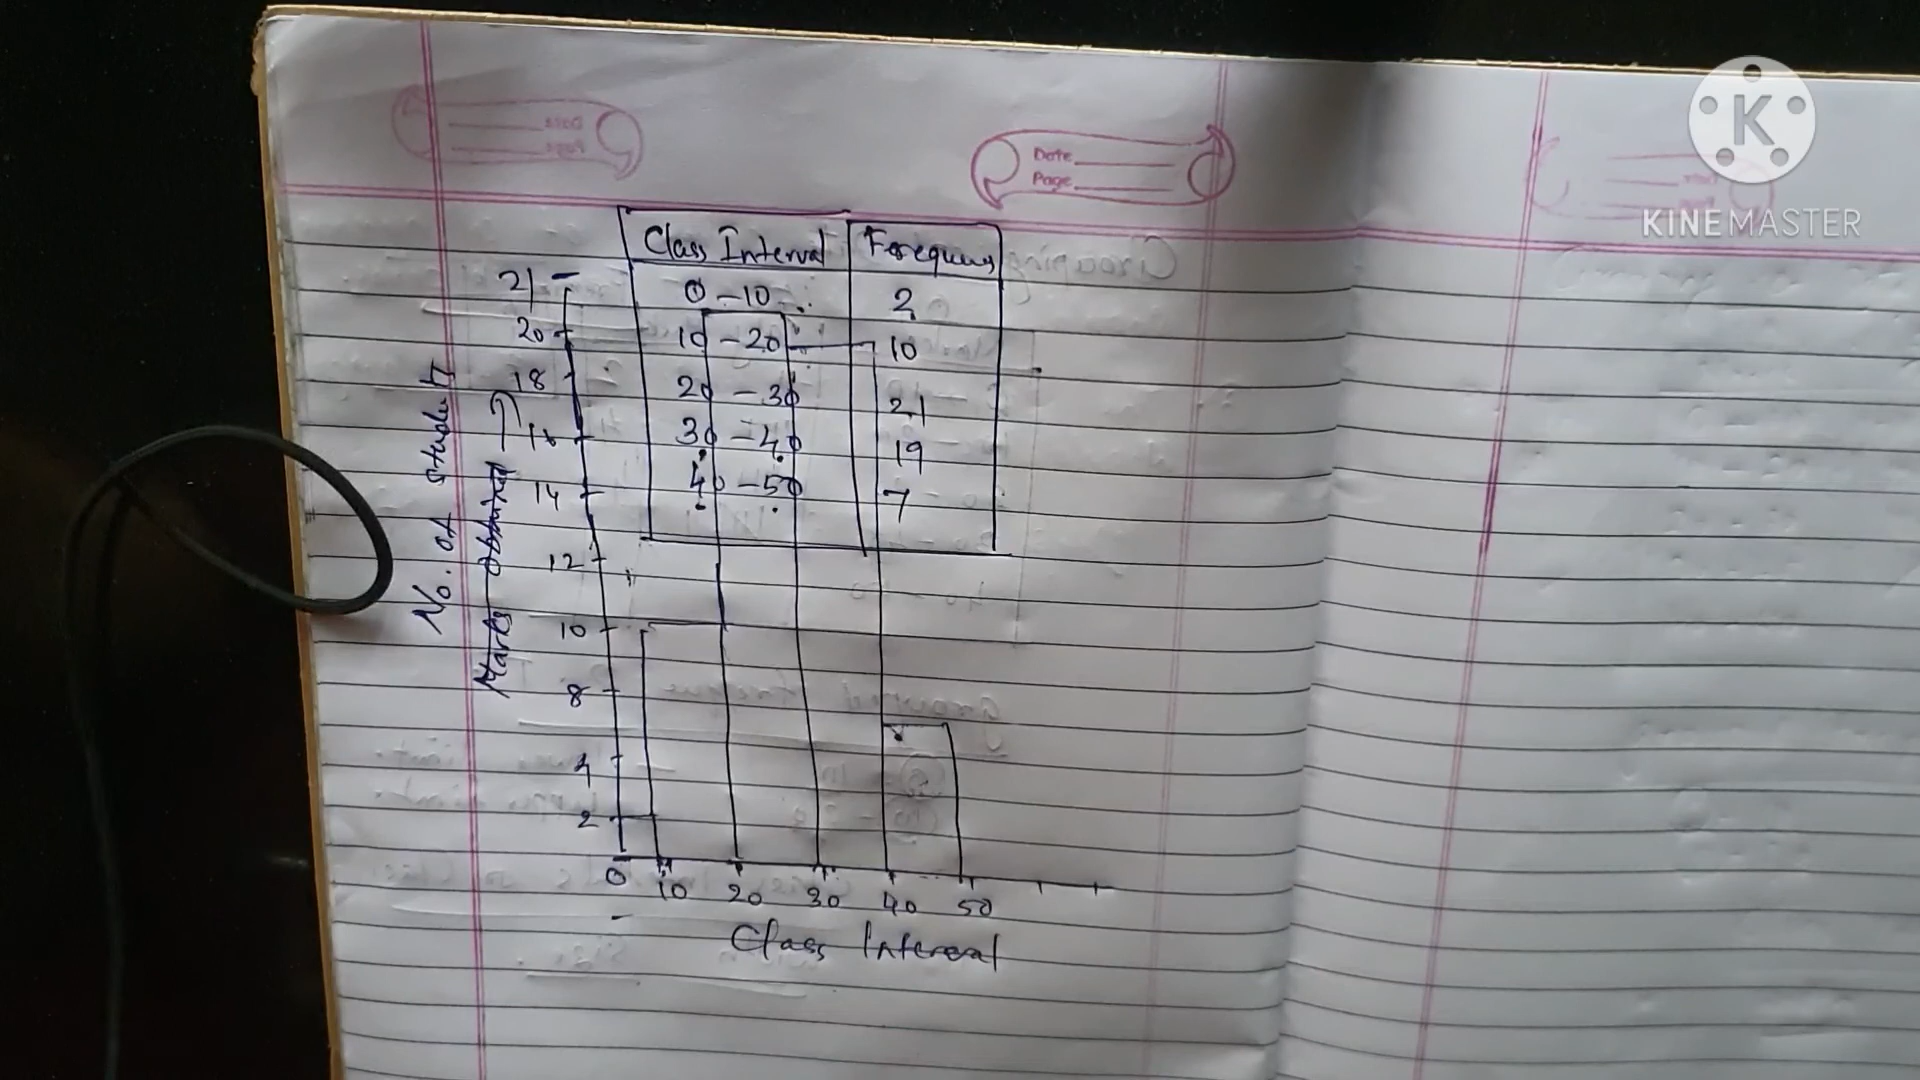 Date
Page
K
KINEMASTER
Class Interval Forequency
0 - 10 2
10 - 20 10
20 - 30 21
30 - 40 19
40 - 50 7
21
20
18
16
14
12
10
8
4
2
No. of student
Marks obtained
0 10 20 30 40 50
Class Interval